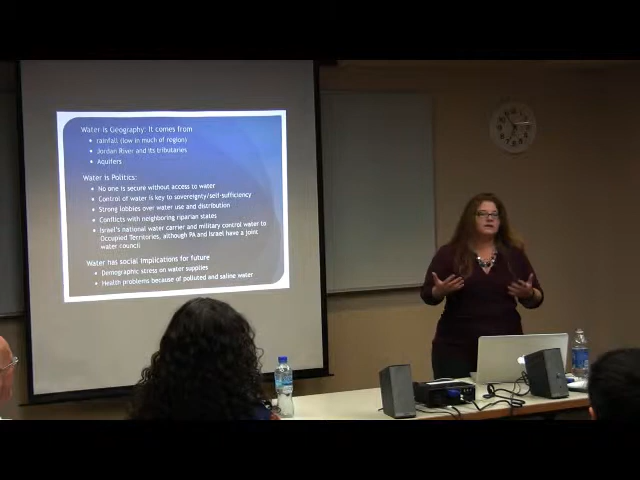 Water is Geography: It comes from
rainfall (low in much of region)
Jordan River and its tributaries
Aquifers
Water is Politics:
No one is secure without access to water
Control of water is key to sovereignty/self-sufficiency
Strong lobbies over water use and distribution
Conflicts with neighboring riparian states
Israel's national water carrier and military control water to
Occupied Territories, although PA and Israel have a joint
water council
Water has social implications for future
Demographic stress on water supplies
Health problems because of polluted and saline water